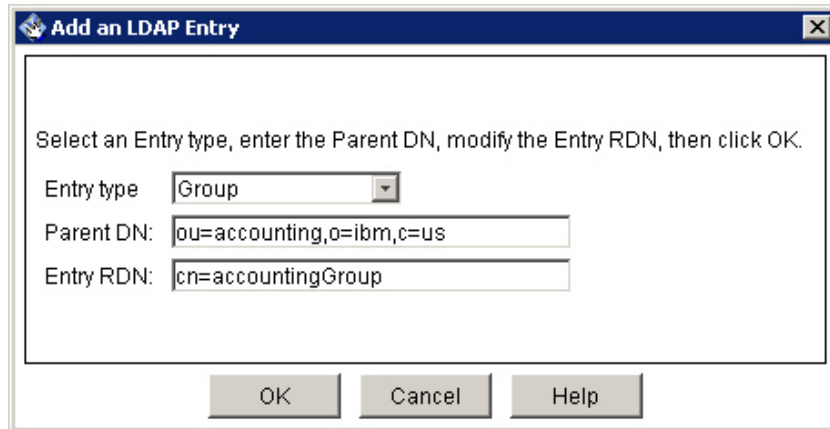 Add an LDAP Entry
Select an Entry type, enter the Parent DN, modify the Entry RDN, then click OK.
Entry type Group
Parent DN: ou=accounting,o=ibm,c=us
Entry RDN: cn=accountingGroup
OK Cancel Help